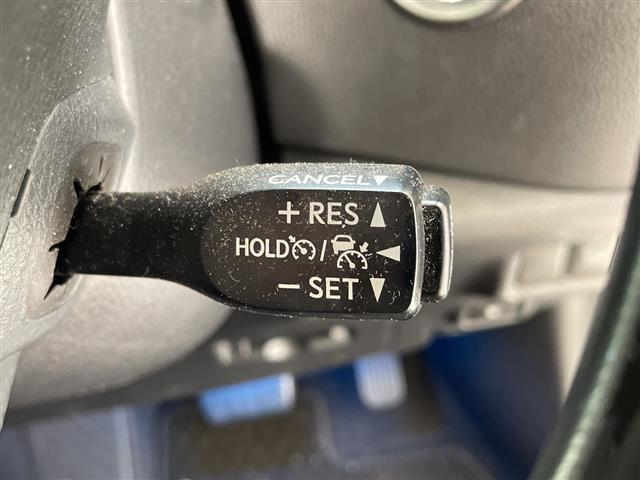 CANCEL▼
+ RES ▲
HOLD / ◀
− SET ▼